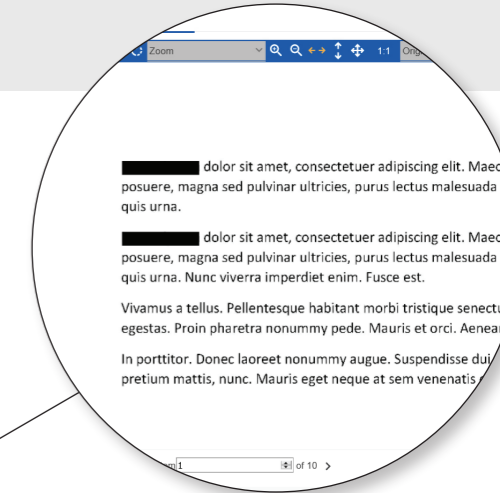 Zoom 1:1
dolor sit amet, consectetuer adipiscing elit.
posuere, magna sed pulvinar ultricies, purus lectus malesuada
quis urna.
dolor sit amet, consectetuer adipiscing elit.
posuere, magna sed pulvinar ultricies, purus lectus malesuada
quis urna. Nunc viverra imperdiet enim. Fusce est.
Vivamus a tellus. Pellentesque habitant morbi tristique
egestas. Proin pharetra nonummy pede. Mauris et orci.
In porttitor. Donec laoreet nonummy augue. Suspendisse dui
pretium mattis, nunc. Mauris eget neque at sem venenatis
1 of 10